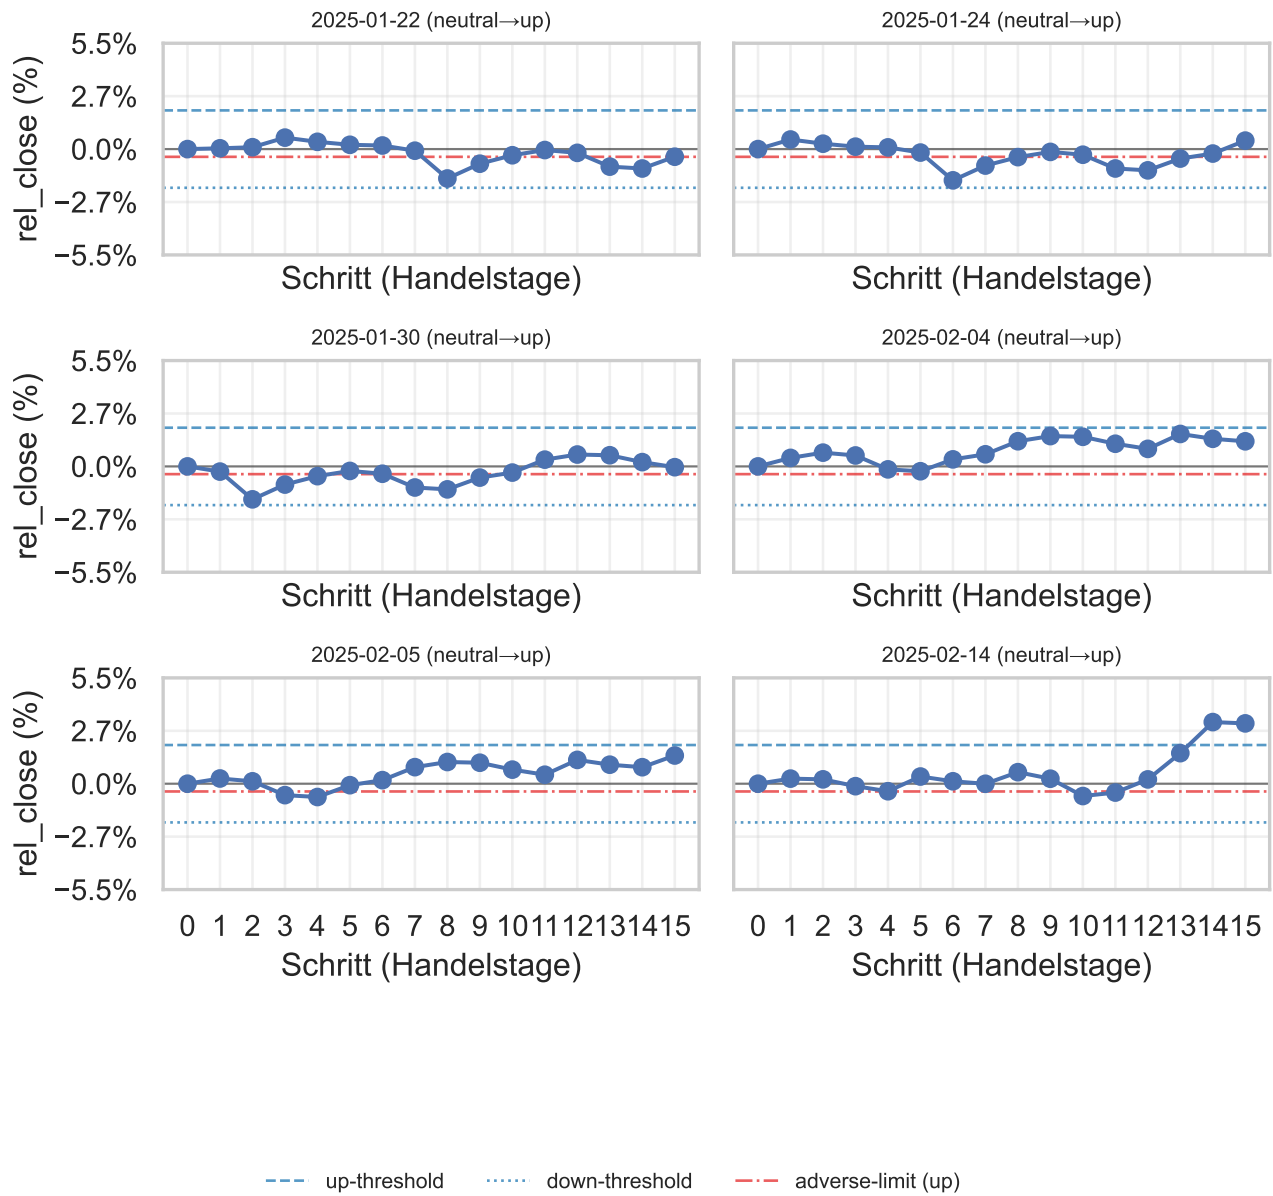 2025-01-22 (neutral→up)
2025-01-24 (neutral→up)
rel_close (%)
5.5%
2.7%
0.0%
−2.7%
−5.5%
Schritt (Handelstage)
Schritt (Handelstage)
2025-01-30 (neutral→up)
2025-02-04 (neutral→up)
rel_close (%)
5.5%
2.7%
0.0%
−2.7%
−5.5%
Schritt (Handelstage)
Schritt (Handelstage)
2025-02-05 (neutral→up)
2025-02-14 (neutral→up)
rel_close (%)
5.5%
2.7%
0.0%
−2.7%
−5.5%
0 1 2 3 4 5 6 7 8 9 10 11 12 13 14 15
0 1 2 3 4 5 6 7 8 9 10 11 12 13 14 15
Schritt (Handelstage)
Schritt (Handelstage)
up-threshold
down-threshold
adverse-limit (up)